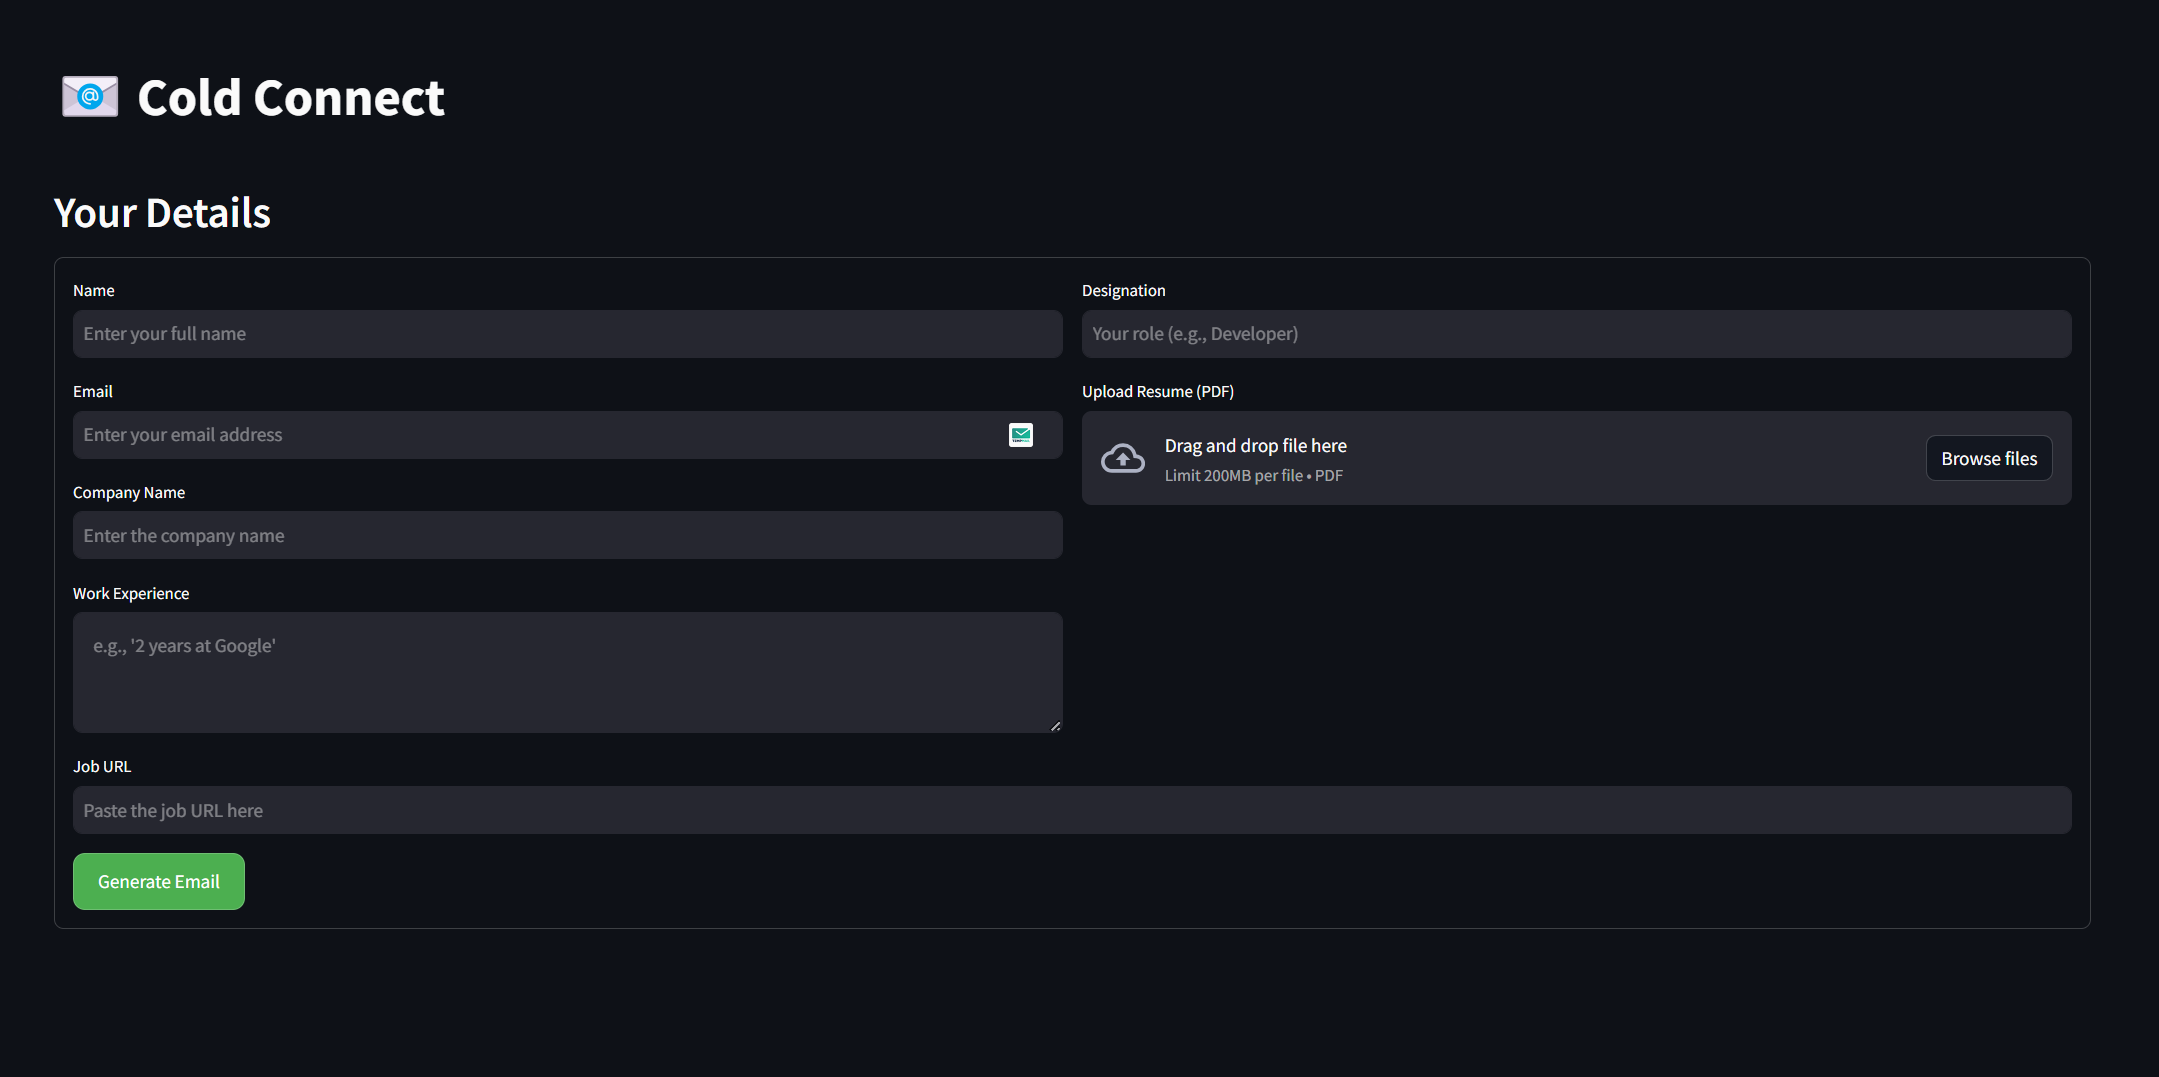 Cold Connect
Your Details
Name
Enter your full name
Designation
Your role (e.g., Developer)
Email
Enter your email address
Upload Resume (PDF)
Drag and drop file here
Limit 200MB per file • PDF
Browse files
Company Name
Enter the company name
Work Experience
e.g., '2 years at Google'
Job URL
Paste the job URL here
Generate Email